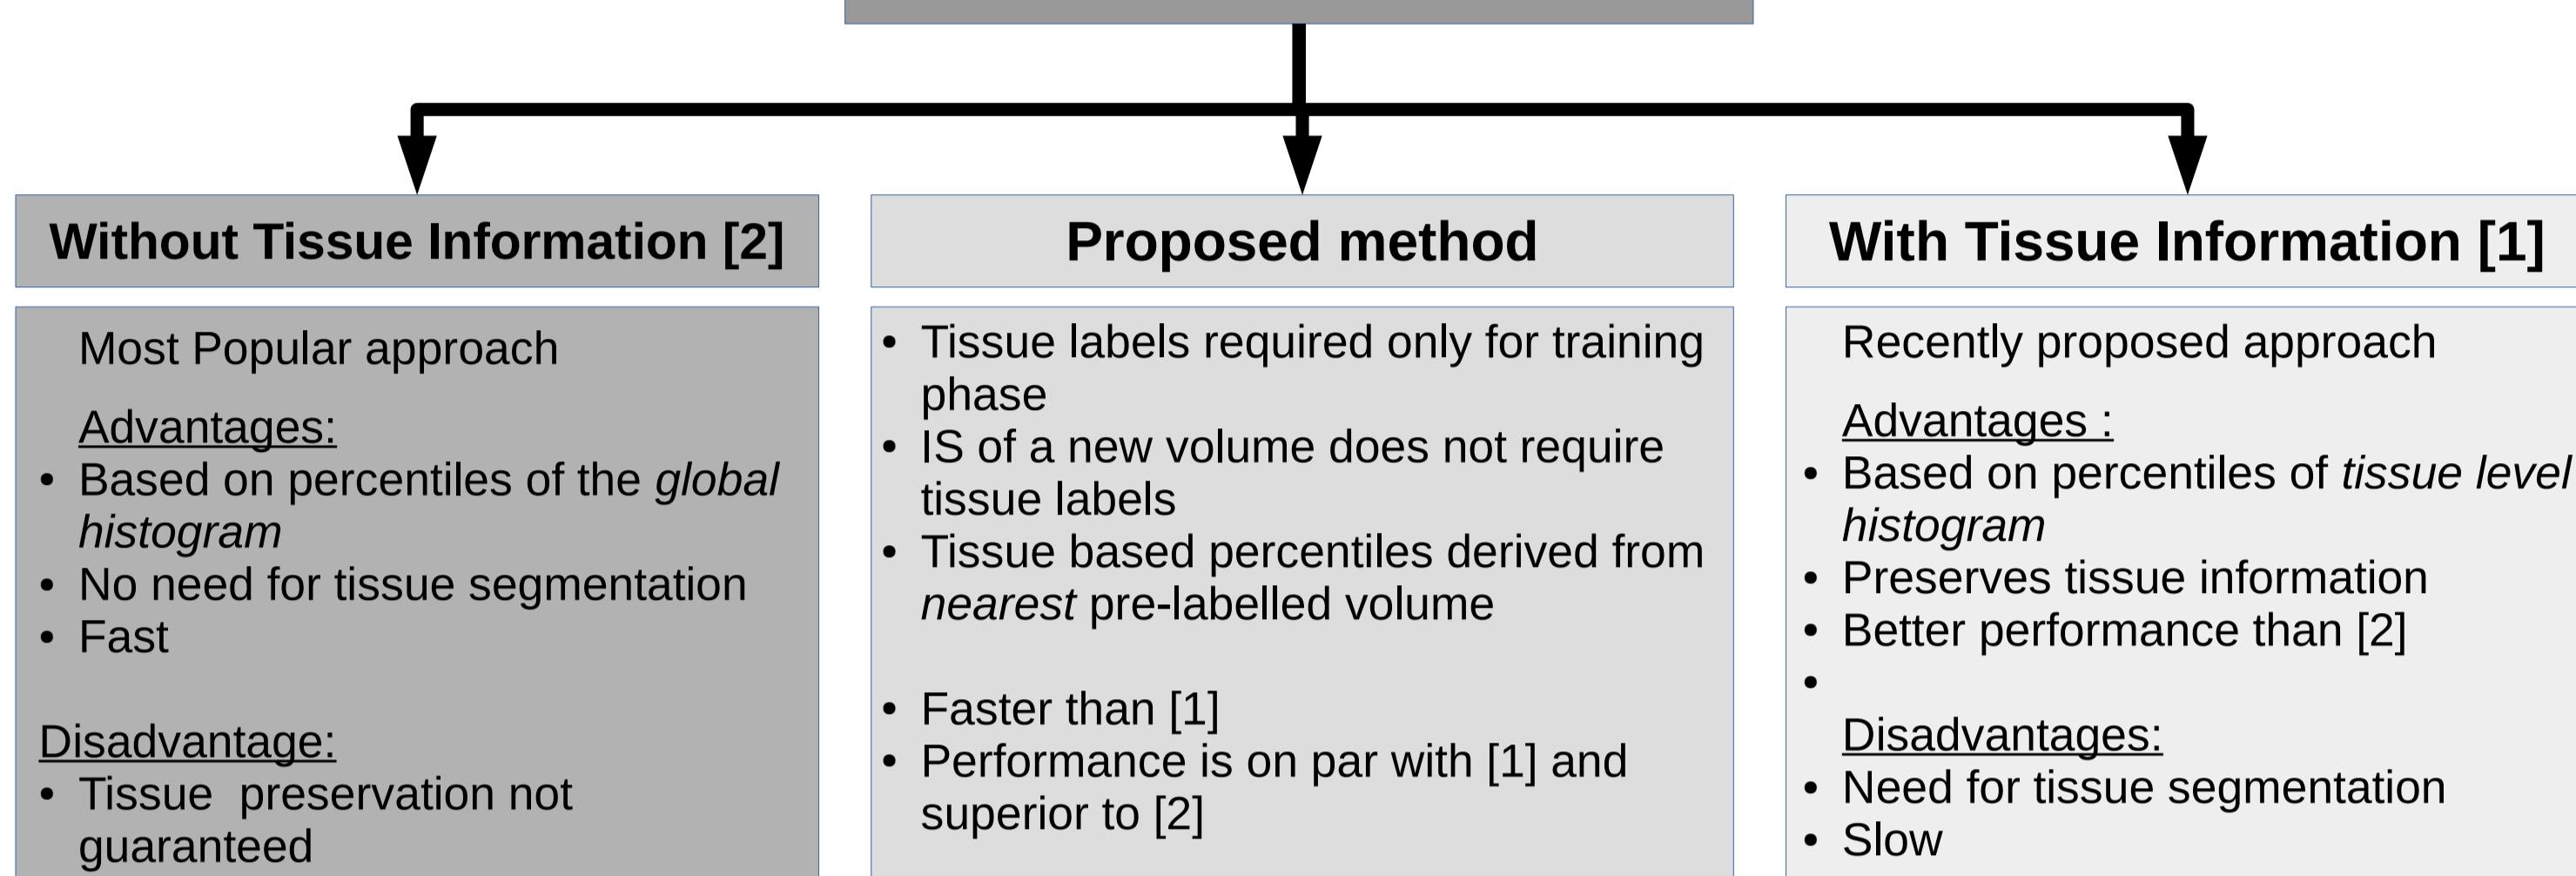 Without Tissue Information [2]
Most Popular approach
Advantages:
• Based on percentiles of the global
histogram
• No need for tissue segmentation
• Fast
Disadvantage:
• Tissue  preservation not
guaranteed
Proposed method
• Tissue labels required only for training
phase
• IS of a new volume does not require
tissue labels
• Tissue based percentiles derived from
nearest pre-labelled volume
• Faster than [1]
• Performance is on par with [1] and
superior to [2]
With Tissue Information [1]
Recently proposed approach
Advantages :
• Based on percentiles of tissue level
histogram
• Preserves tissue information
• Better performance than [2]
•
Disadvantages:
• Need for tissue segmentation
• Slow